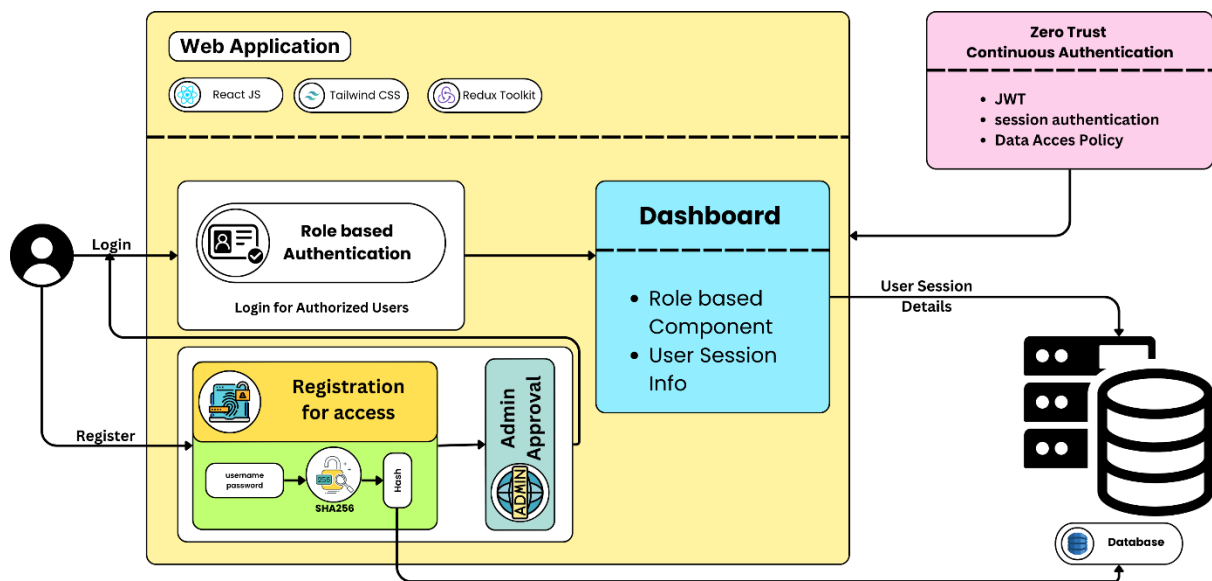 Web Application
React JS
Tailwind CSS
Redux Toolkit
Zero Trust
Continuous Authentication
JWT
session authentication
Data Acces Policy
Login
Role based
Authentication
Login for Authorized Users
Dashboard
Role based
Component
User Session
Info
User Session
Details
Register
Registration
for access
username
password
256
SHA256
Hash
Admin
Approval
ADMIN
Database